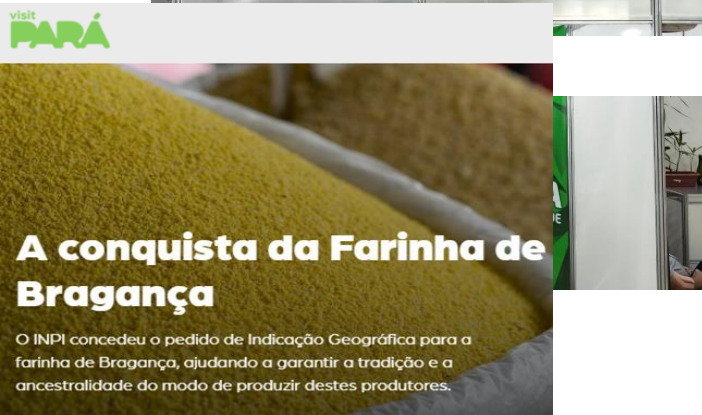 visit
PARÁ
A conquista da Farinha de
Bragança
O INPI concedeu o pedido de Indicação Geográfica para a
farinha de Bragança, ajudando a garantir a tradição e a
ancestralidade do modo de produzir destes produtores.